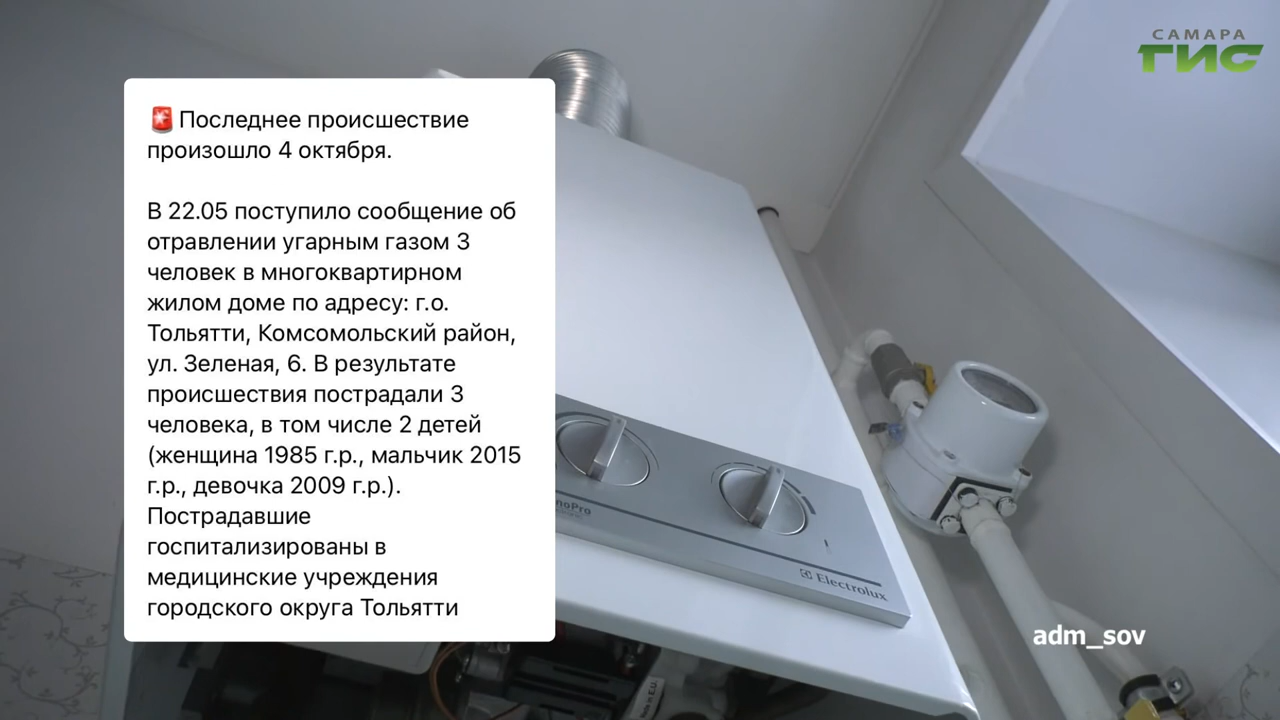 САМАРА
ГИС
🚨 Последнее происшествие
произошло 4 октября.
В 22.05 поступило сообщение об
отравлении угарным газом 3
человек в многоквартирном
жилом доме по адресу: г.о.
Тольятти, Комсомольский район,
ул. Зеленая, 6. В результате
происшествия пострадали 3
человека, в том числе 2 детей
(женщина 1985 г.р., мальчик 2015
г.р., девочка 2009 г.р.).
Пострадавшие
госпитализированы в
медицинские учреждения
городского округа Тольятти
noPro
Electrolux
adm_sov